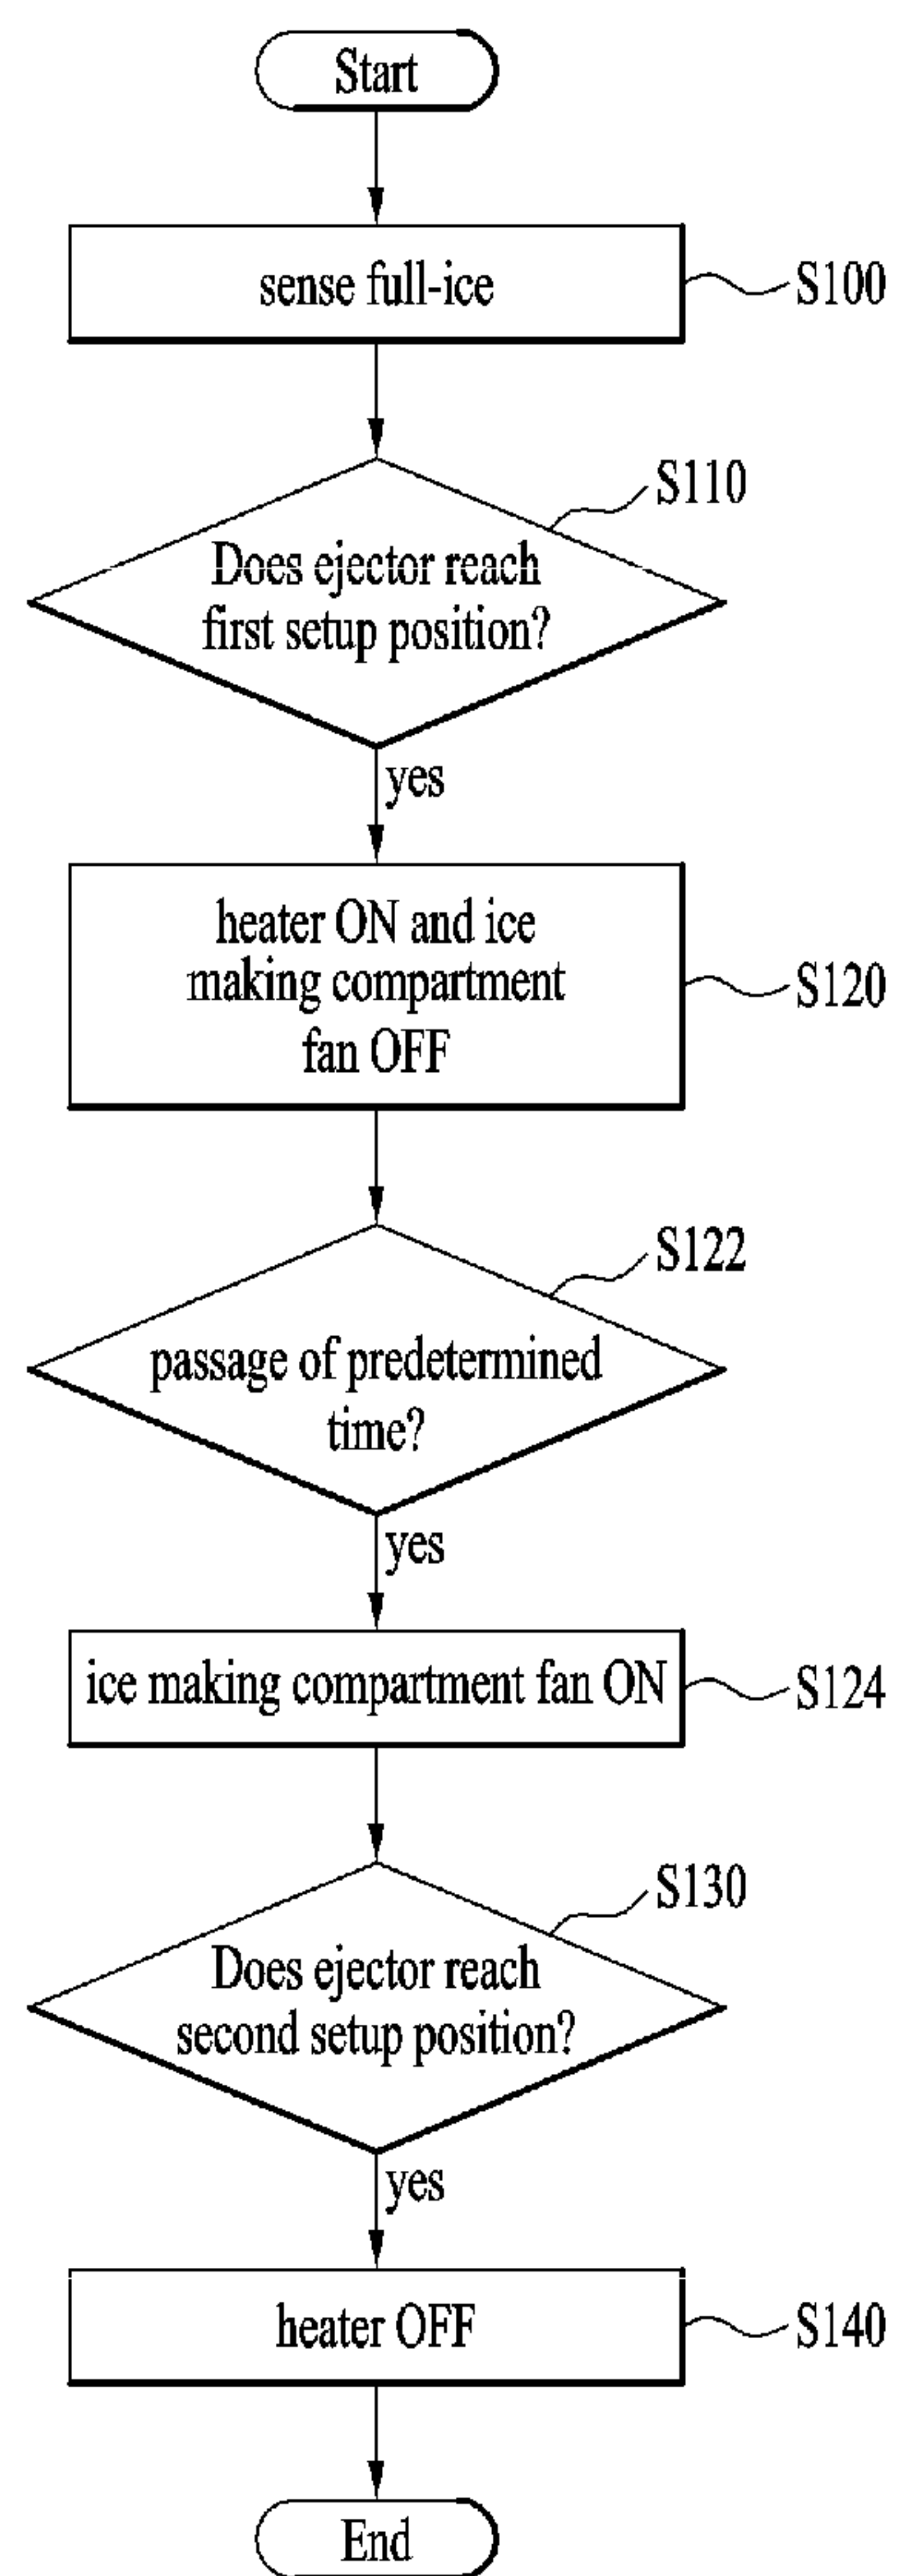 Start
sense full-ice
S100
S110
Does ejector reach
first setup position?
yes
heater ON and ice
making compartment
fan OFF
S120
S122
passage of predetermined
time?
yes
ice making compartment fan ON
S124
S130
Does ejector reach
second setup position?
yes
heater OFF
S140
End